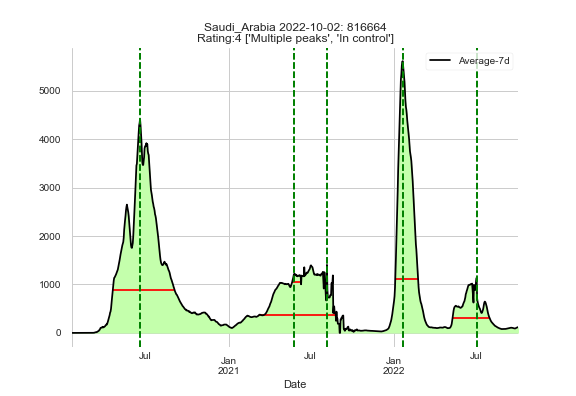 Saudi_Arabia 2022-10-02: 816664
Rating:4 ['Multiple peaks', 'In control']
Average-7d
5000
4000
3000
2000
1000
0
Jul
Jan
2021
Jul
Jan
2022
Jul
Date